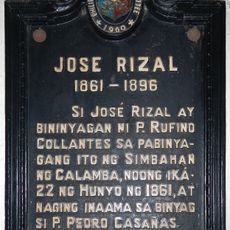 1960
JOSE RIZAL
1861-1896
SI JOSÉ RIZAL AY
BININYAGAN NI P. RUFINO
COLLANTES SA PABINYA-
GANG ITO NG SIMBAHAN
NG CALAMBA, NOONG IKA-
22 NG HUNYO NG 1861, AT
NAGING INAAMA SA BINYAG
SI P. PEDRO CASAÑAS.